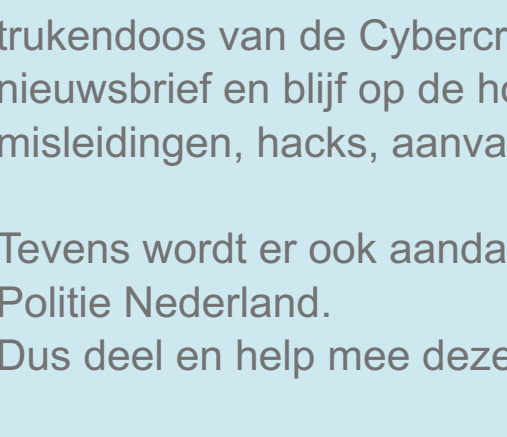 trukendoos van de Cybercr
nieuwsbrief en blijf op de ho
misleidingen, hacks, aanva
Tevens wordt er ook aanda
Politie Nederland.
Dus deel en help mee deze